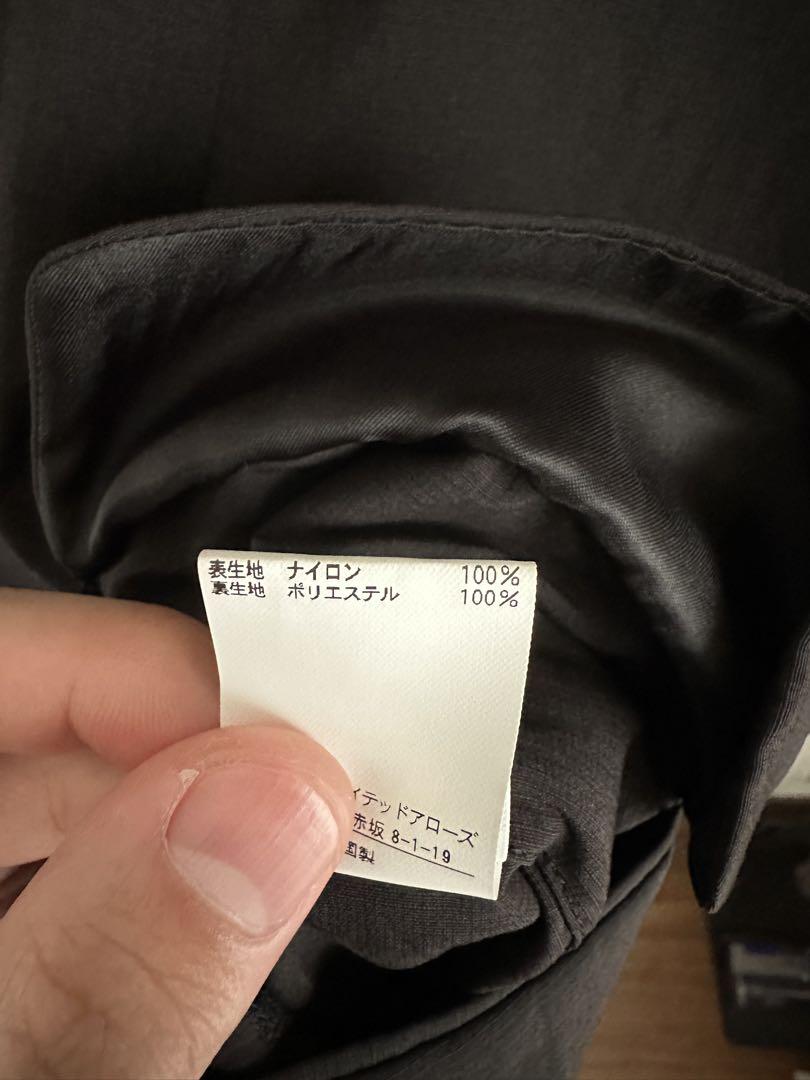 表生地 ナイロン 100%
裏生地 ポリエステル 100%
イテッドアローズ
赤坂 8-1-19
国製